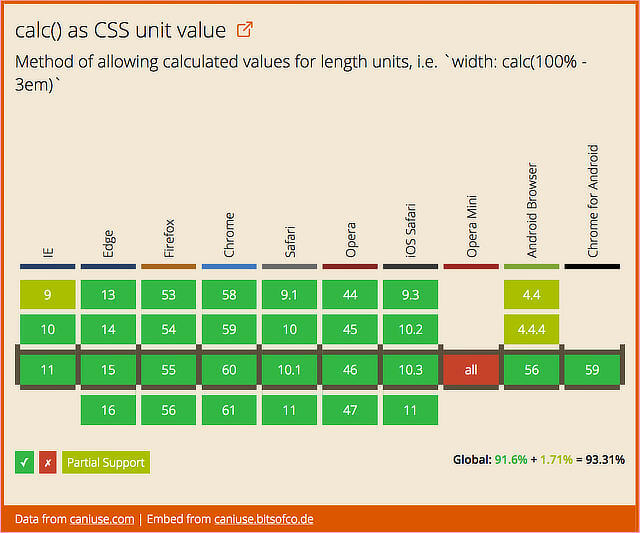 calc() as CSS unit value
Method of allowing calculated values for length units, i.e. `width: calc(100% -
3em)`
IE Edge Firefox Chrome Safari Opera iOS Safari Opera Mini Android Browser Chrome for Android
9 13 53 58 9.1 44 9.3 4.4
10 14 54 59 10 45 10.2 4.4.4
11 15 55 60 10.1 46 10.3 all 56 59
16 56 61 11 47 11
✓ ✗ Partial Support Global: 91.6% + 1.71% = 93.31%
Data from caniuse.com | Embed from caniuse.bitsofco.de